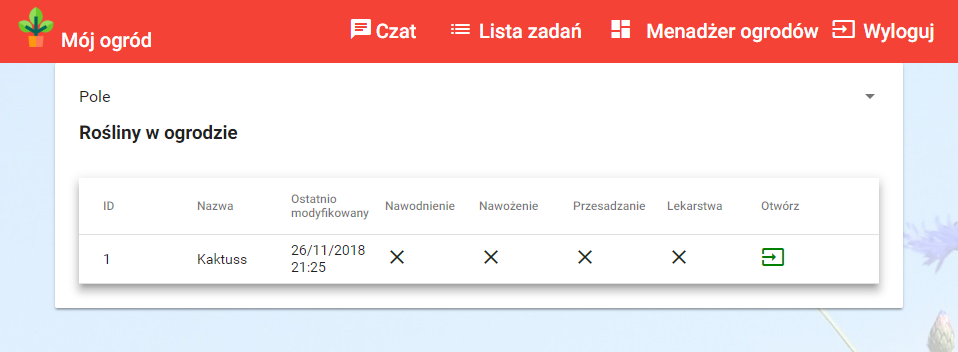 Mój ogród
Czat
Lista zadań
Menadżer ogrodów
Wyloguj
Pole
Rośliny w ogrodzie
ID
Nazwa
Ostatnio
modyfikowany
Nawodnienie
Nawożenie
Przesadzanie
Lekarstwa
Otwórz
1
Kaktuss
26/11/2018
21:25